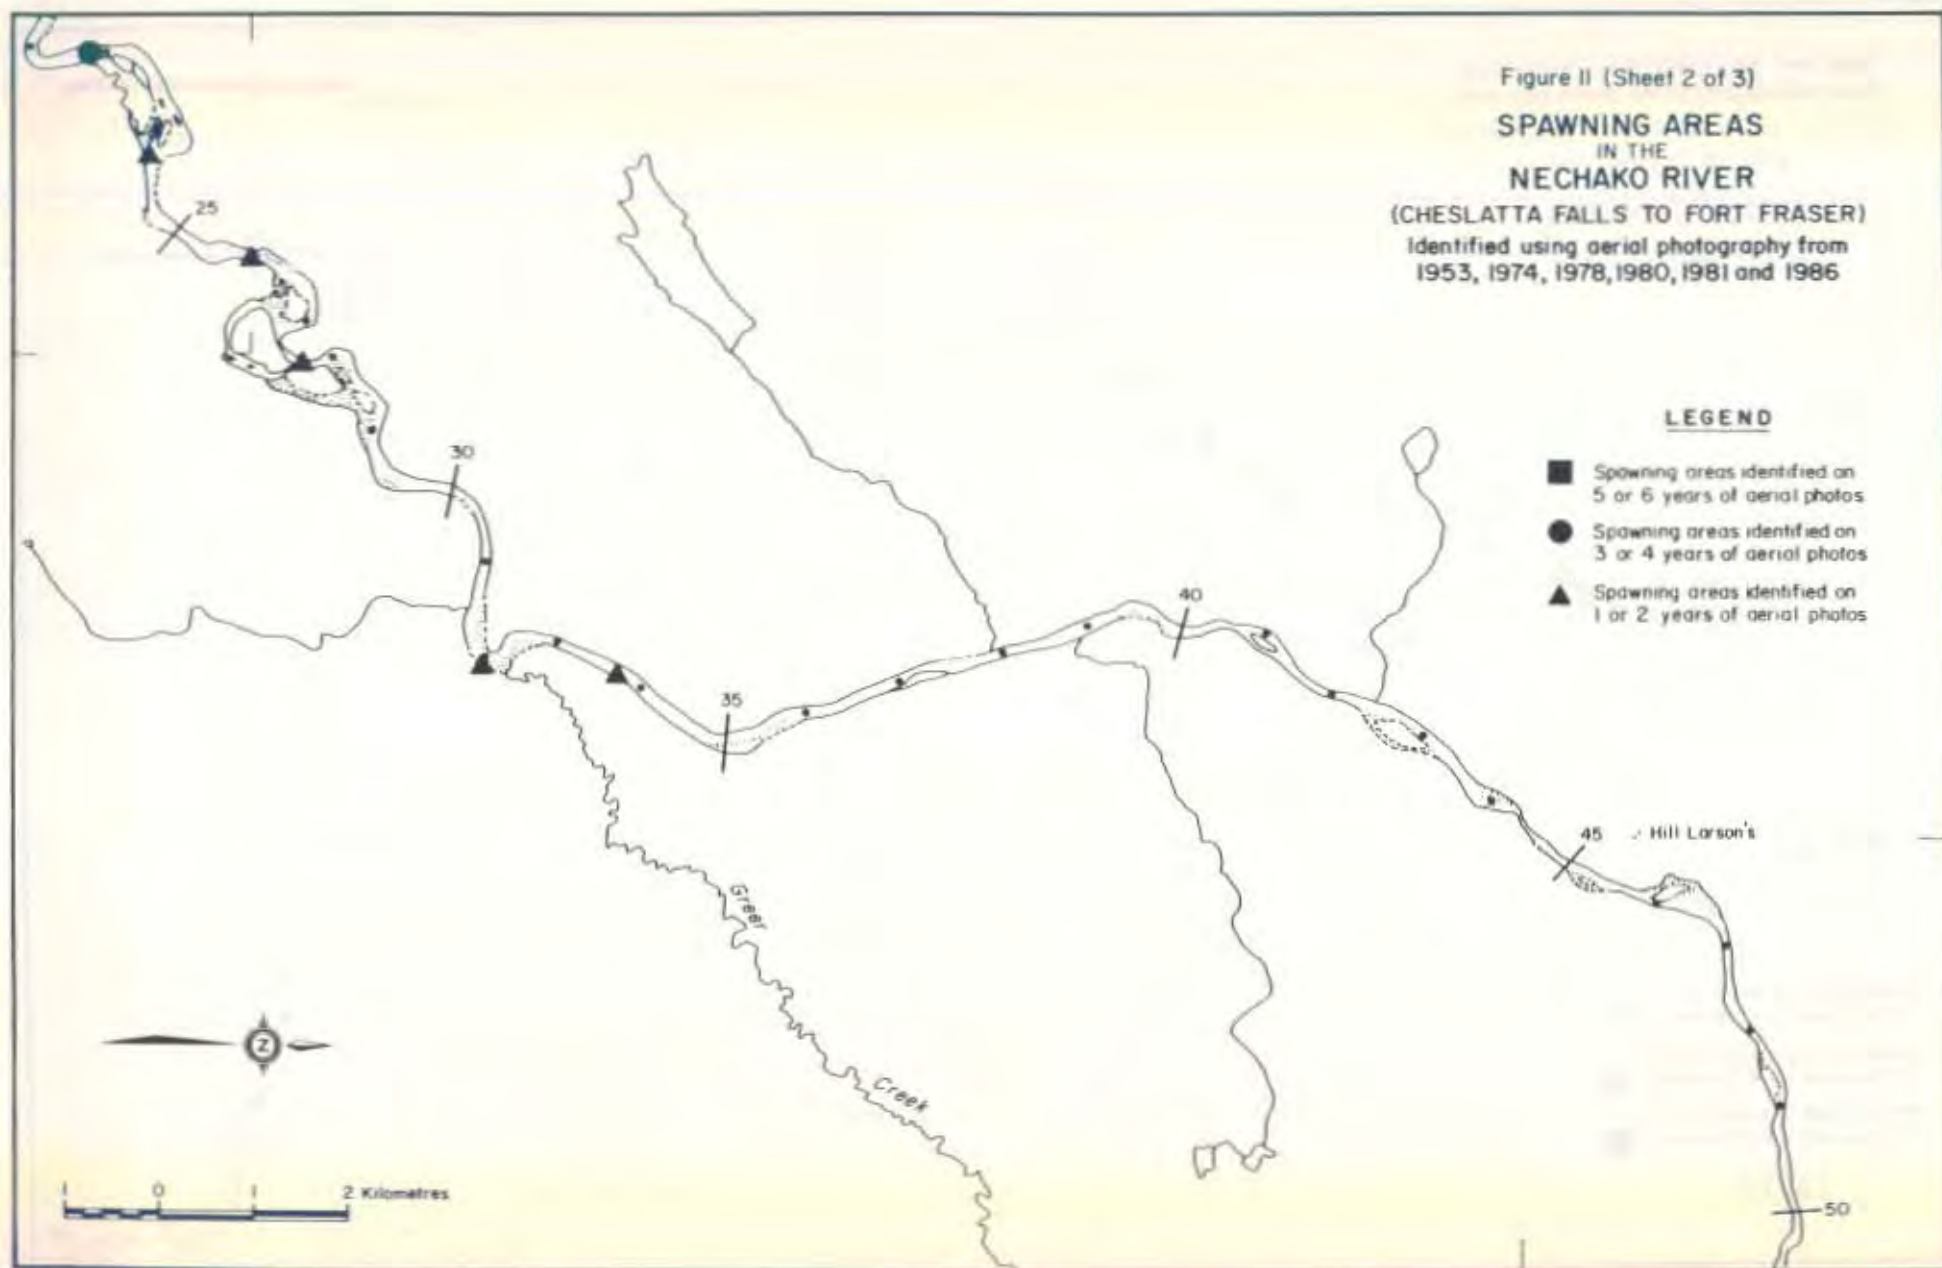 Figure 11 (Sheet 2 of 3)
SPAWNING AREAS
IN THE
NECHAKO RIVER
(CHESLATTA FALLS TO FORT FRASER)
Identified using aerial photography from
1953, 1974, 1978, 1980, 1981 and 1986
25
30
35
40
45
50
Hill Larson's
LEGEND
Spawning areas identified on
5 or 6 years of aerial photos
Spawning areas identified on
3 or 4 years of aerial photos
Spawning areas identified on
1 or 2 years of aerial photos
Greer
Creek
Z
1 0 1 2 Kilometres